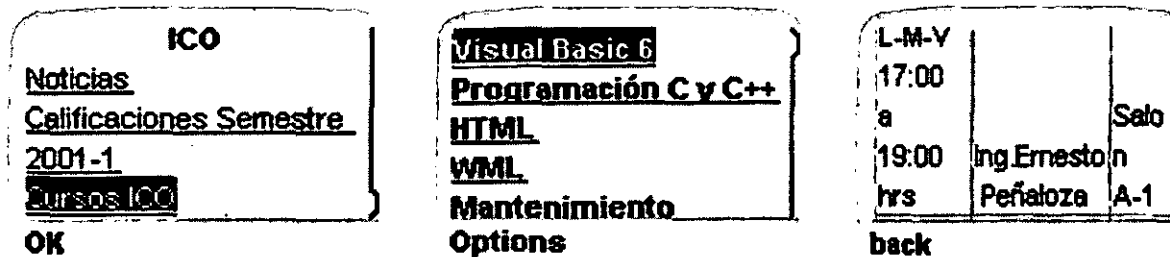 ICO
Noticias
Calificaciones Semestre
2001-1
Cursos ICO
OK
Visual Basic 6
Programación C y C++
HTML
WML
Mantenimiento
Options
L-M-V
17:00
a
19:00
hrs
Ing.Ernesto
Peñaloza
Salo
n
A-1
back